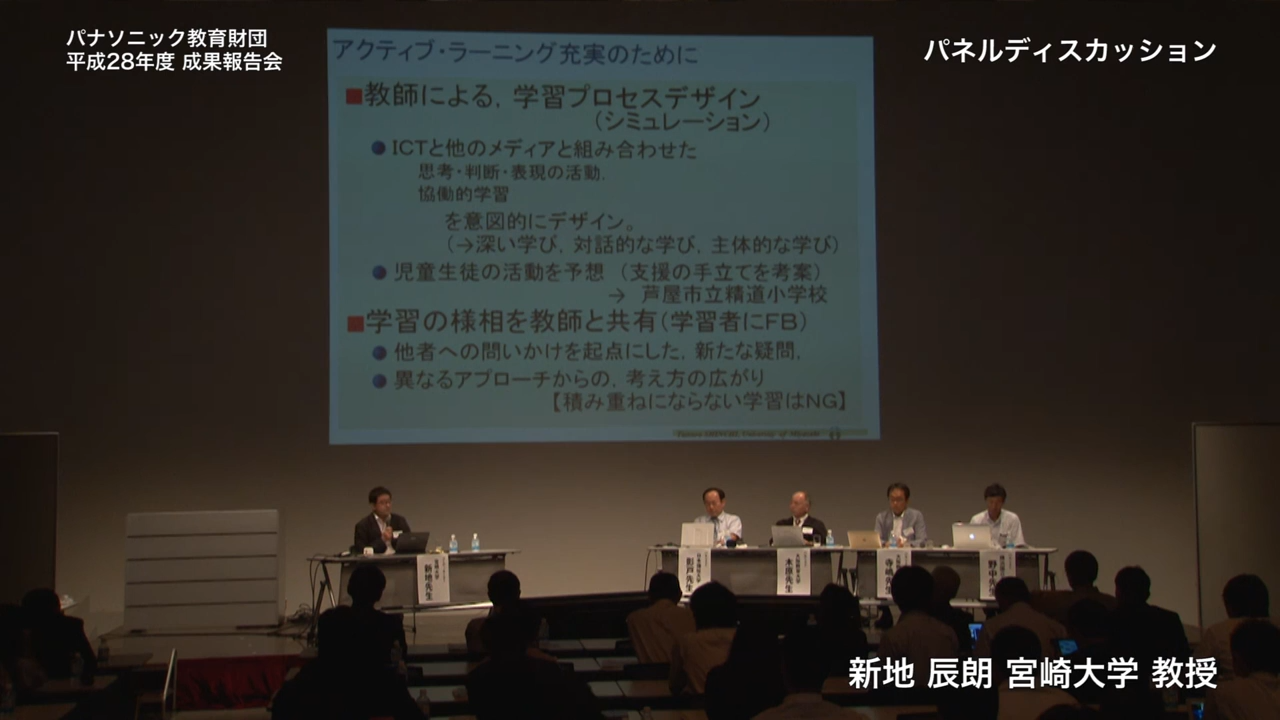 パナソニック教育財団
平成28年度 成果報告会
パネルディスカッション
アクティブ・ラーニング充実のために
■教師による，学習プロセスデザイン
（シミュレーション）
●ICTと他のメディアと組み合わせた
思考・判断・表現の活動，
協働的学習
を意図的にデザイン。
（→深い学び，対話的な学び，主体的な学び）
●児童生徒の活動を予想（支援の手立てを考案）
→ 芦屋市立精道小学校
■学習の様相を教師と共有（学習者にFB）
●他者への問いかけを起点にした，新たな疑問，
●異なるアプローチからの，考え方の広がり
【積み重ねにならない学習はNG】
新地先生
影戸先生
木原先生
寺嶋先生
野中先生
新地 辰朗 宮崎大学 教授